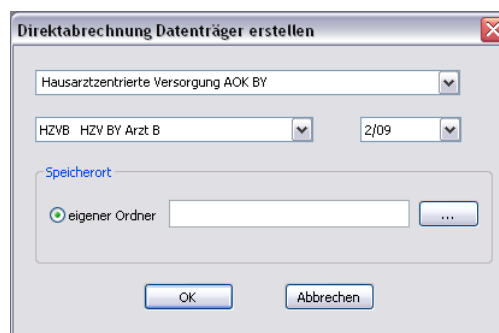 Direktabrechnung Datenträger erstellen
Hausarztzentrierte Versorgung AOK BY
HZVB HZV BY Arzt B 2/09
Speicherort
eigener Ordner ...
OK Abbrechen